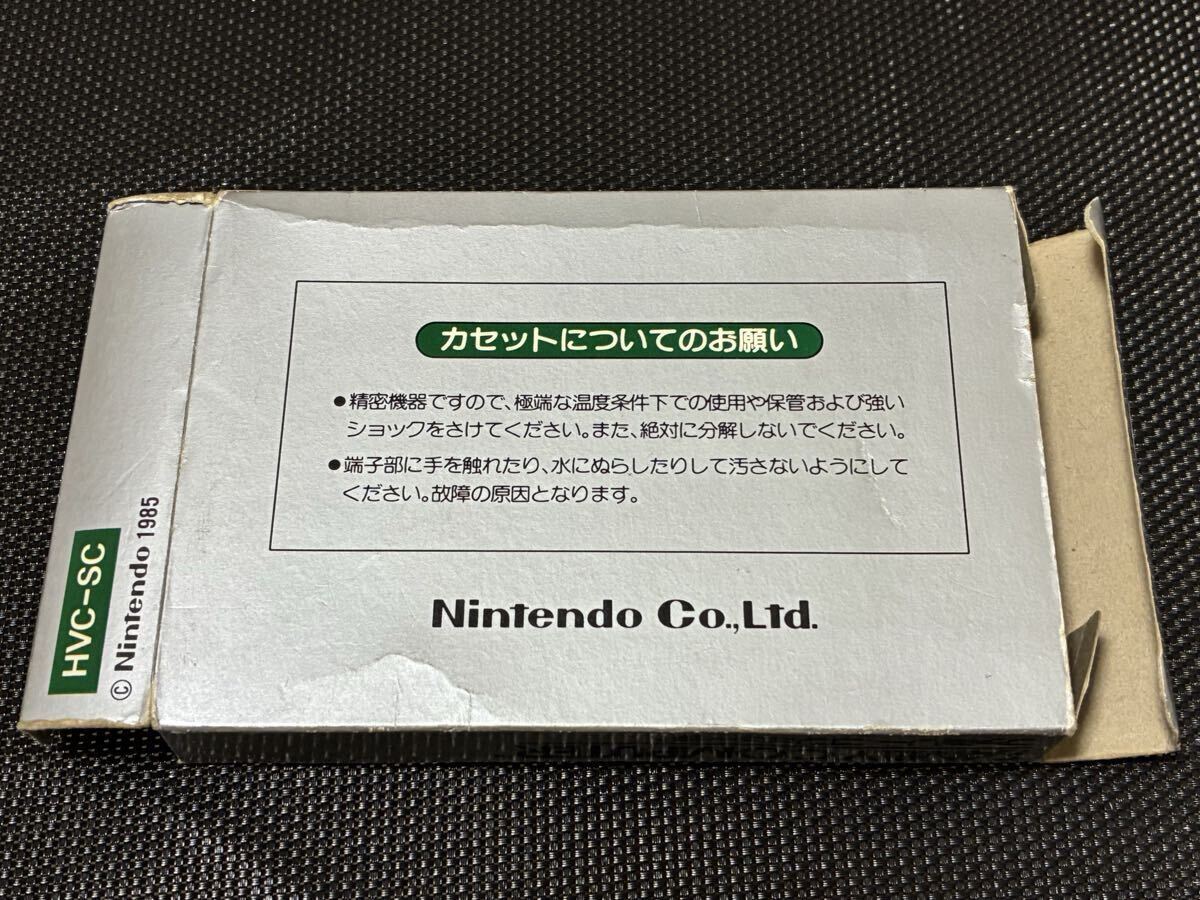 カセットについてのお願い
●精密機器ですので、極端な温度条件下での使用や保管および強い
ショックをさけてください。また、絶対に分解しないでください。
●端子部に手を触れたり、水にぬらしたりして汚さないようにして
ください。故障の原因となります。
Nintendo Co.,Ltd.
HVC-SC
© Nintendo 1985